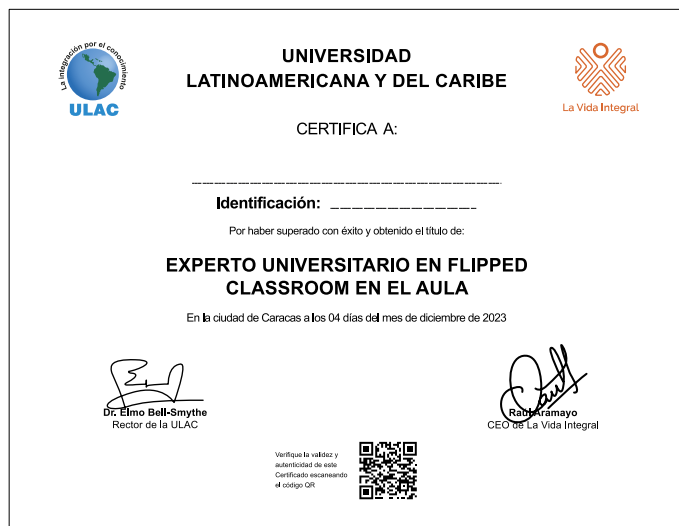 La integración por el conocimiento
ULAC
UNIVERSIDAD
LATINOAMERICANA Y DEL CARIBE
La Vida Integral
CERTIFICA A:
Identificación:
Por haber superado con éxito y obtenido el título de:
EXPERTO UNIVERSITARIO EN FLIPPED
CLASSROOM EN EL AULA
En la ciudad de Caracas a los 04 días del mes de diciembre de 2023
Dr. Elmo Bell-Smythe
Rector de la ULAC
Raúl Aramayo
CEO de La Vida Integral
Verifique la validez y
autenticidad de este
Certificado escaneando
el código QR